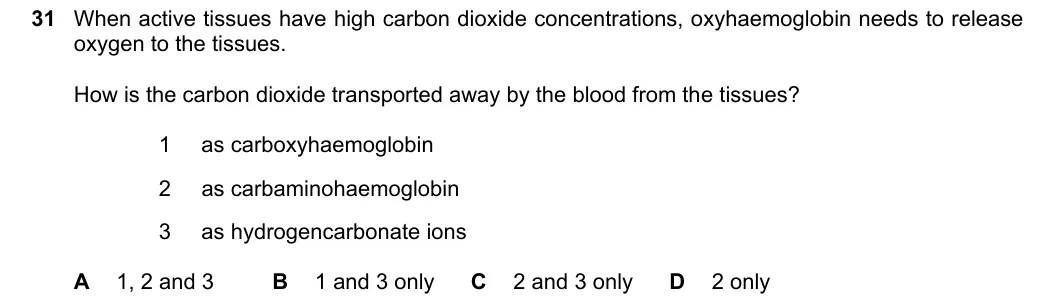 31 When active tissues have high carbon dioxide concentrations, oxyhaemoglobin needs to release
oxygen to the tissues.
How is the carbon dioxide transported away by the blood from the tissues?
1 as carboxyhaemoglobin
2 as carbaminohaemoglobin
3 as hydrogencarbonate ions
A 1, 2 and 3 B 1 and 3 only C 2 and 3 only D 2 only